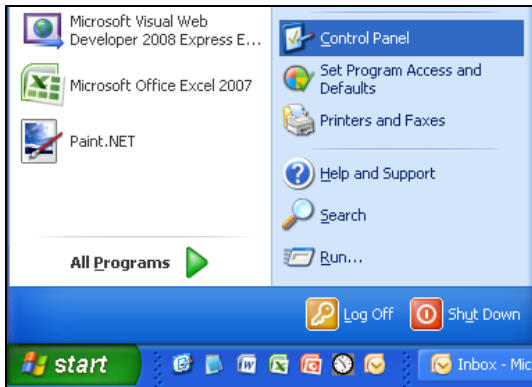 Microsoft Visual Web
Developer 2008 Express E...
Microsoft Office Excel 2007
Paint.NET
All Programs
Control Panel
Set Program Access and
Defaults
Printers and Faxes
Help and Support
Search
Run...
Log Off
Shut Down
start
Inbox - Mic